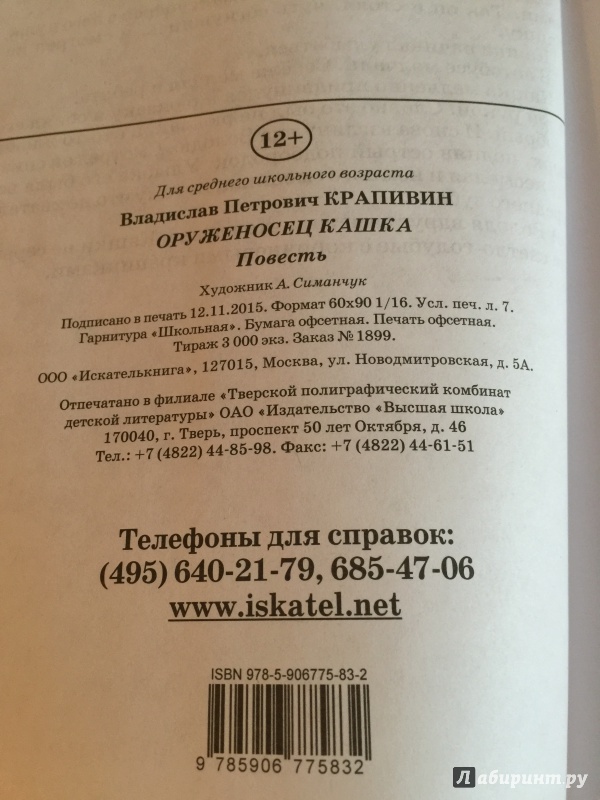 12+
Для среднего школьного возраста
Владислав Петрович КРАПИВИН
ОРУЖЕНОСЕЦ КАШКА
Повесть
Художник А. Симанчук
Подписано в печать 12.11.2015. Формат 60х90 1/16. Усл. печ. л. 7.
Гарнитура «Школьная». Бумага офсетная. Печать офсетная.
Тираж 3 000 экз. Заказ № 1899.
ООО «Искателькнига», 127015, Москва, ул. Новодмитровская, д. 5А.
Отпечатано в филиале «Тверской полиграфический комбинат
детской литературы» ОАО «Издательство «Высшая школа»
170040, г. Тверь, проспект 50 лет Октября, д. 46
Тел.: +7 (4822) 44-85-98. Факс: +7 (4822) 44-61-51
Телефоны для справок:
(495) 640-21-79, 685-47-06
www.iskatel.net
ISBN 978-5-906775-83-2
9 785906 775832
Лабиринт.ру